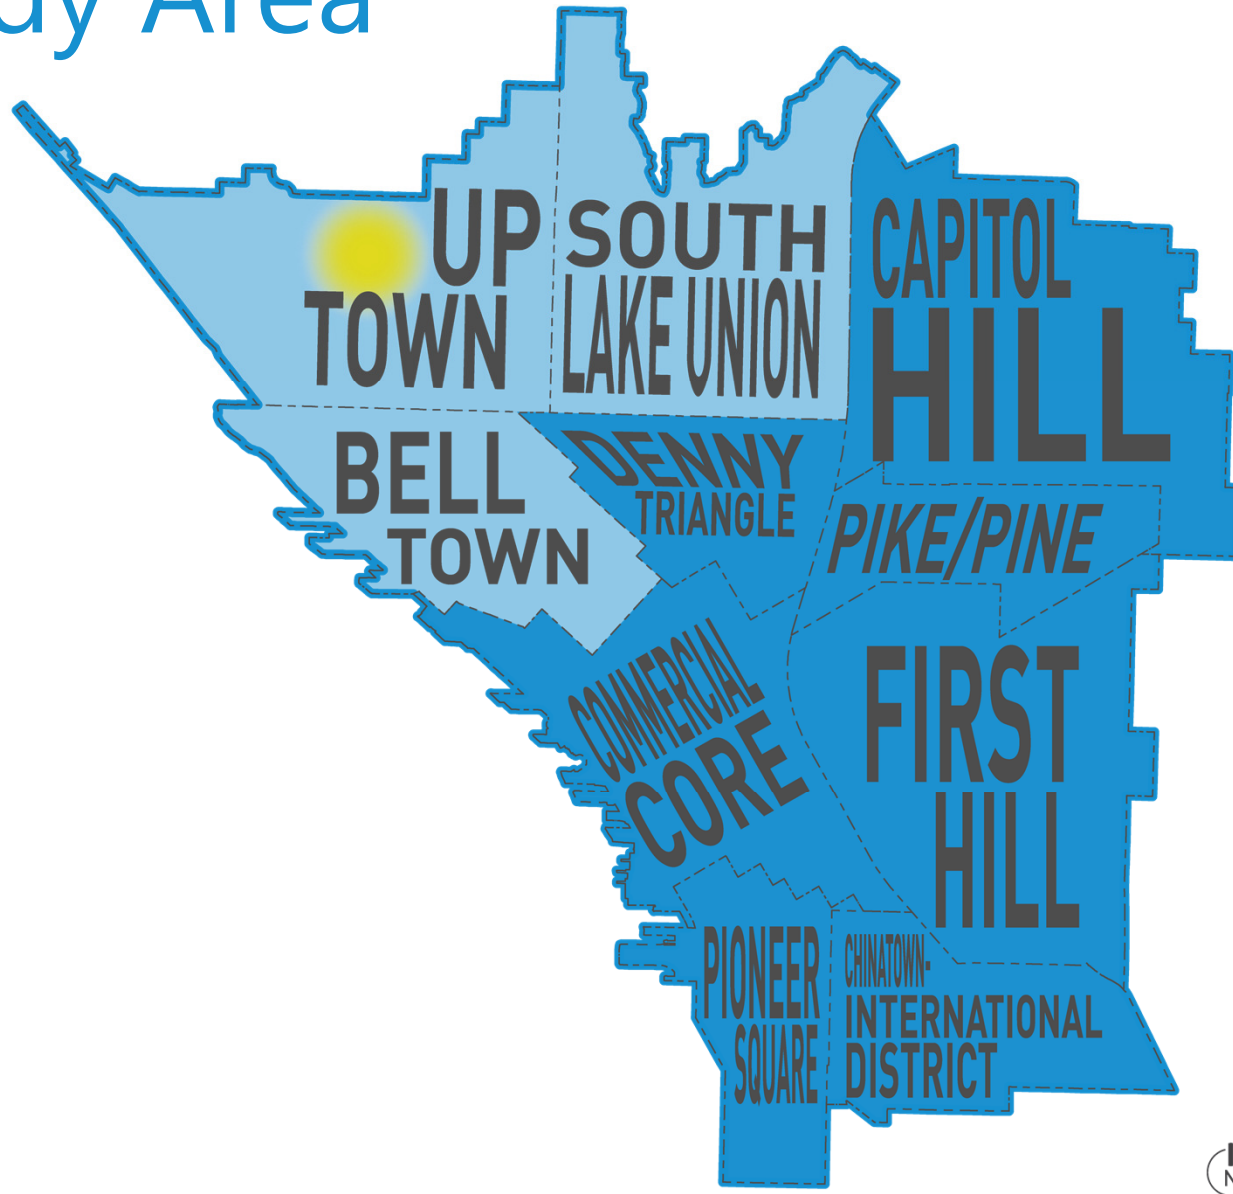 Area
UP
TOWN
SOUTH
LAKE UNION
CAPITOL
HILL
BELL
TOWN
DENNY
TRIANGLE
PIKE/PINE
COMMERCIAL
CORE
FIRST
HILL
PIONEER
SQUARE
CHINATOWN-
INTERNATIONAL
DISTRICT